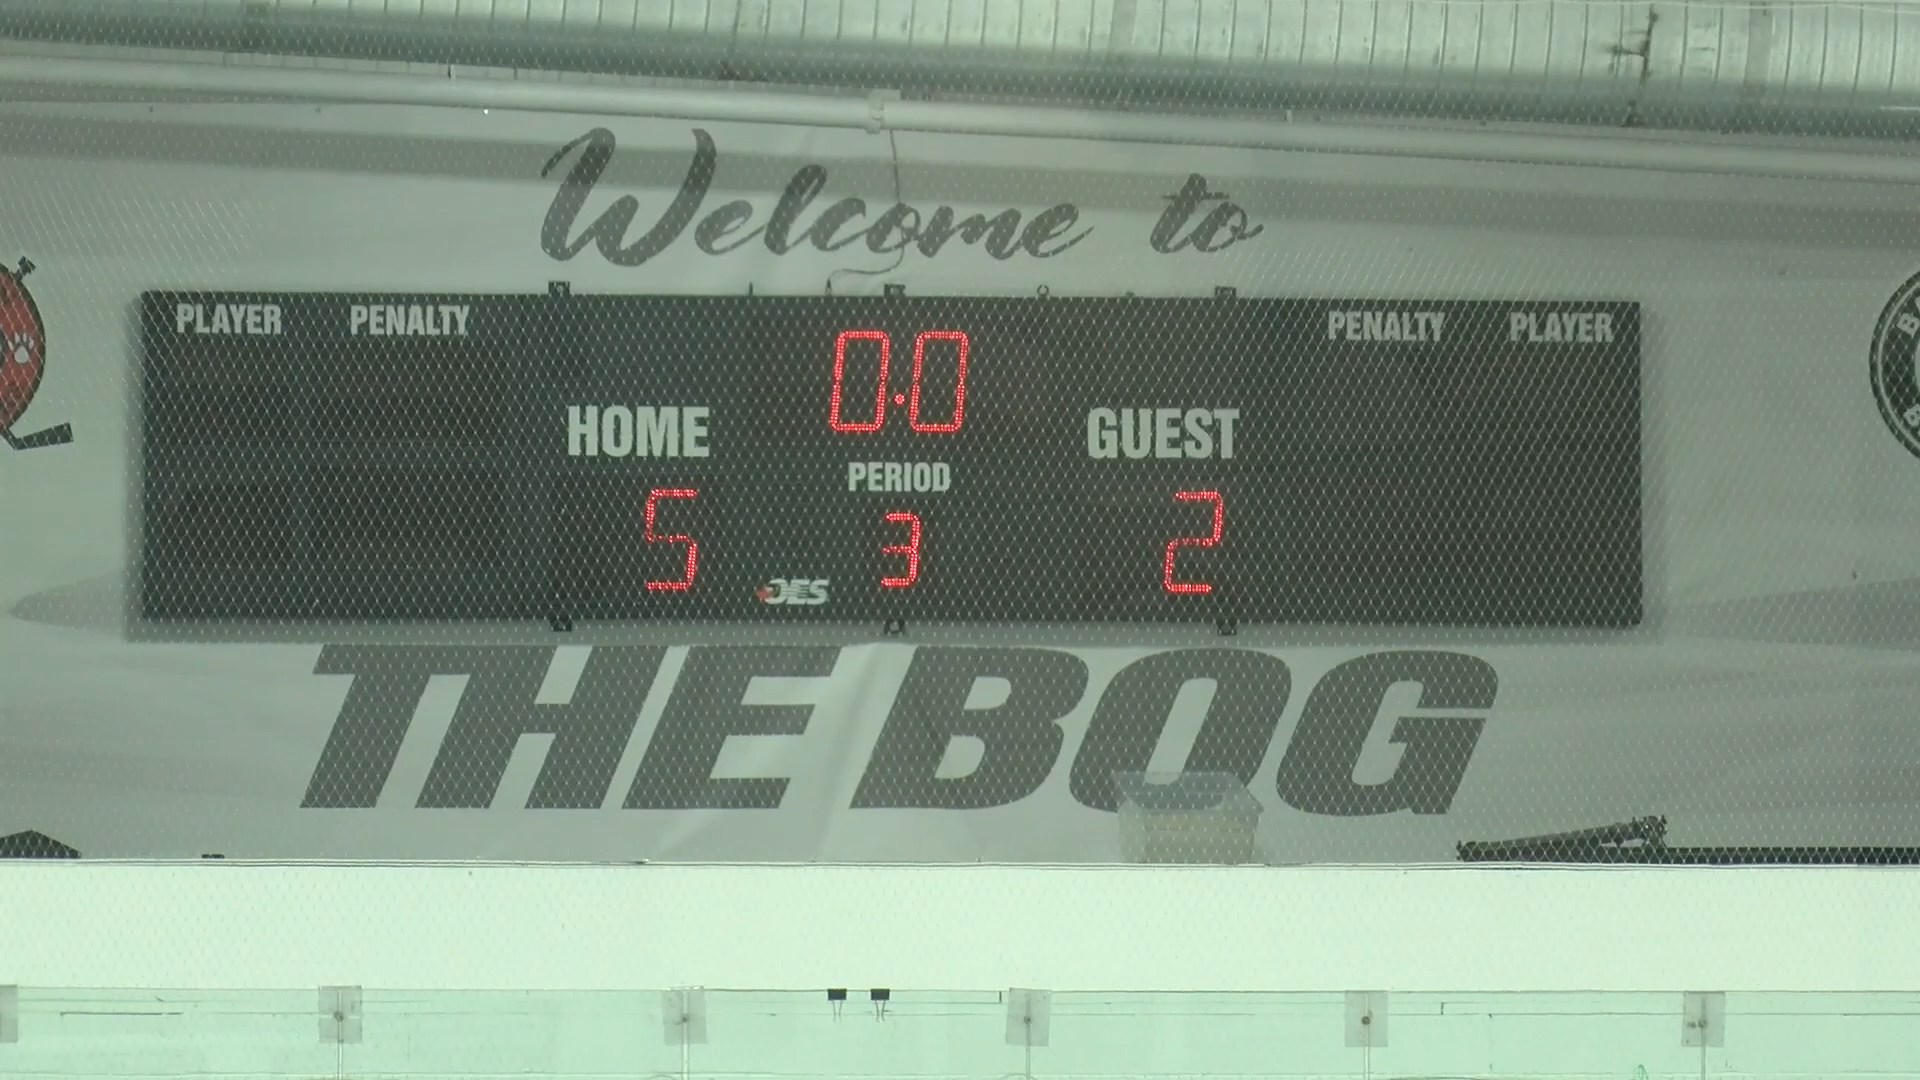 Welcome to
PLAYER PENALTY
0.0
PENALTY PLAYER
HOME
GUEST
PERIOD
5
3
2
OES
THE BOG